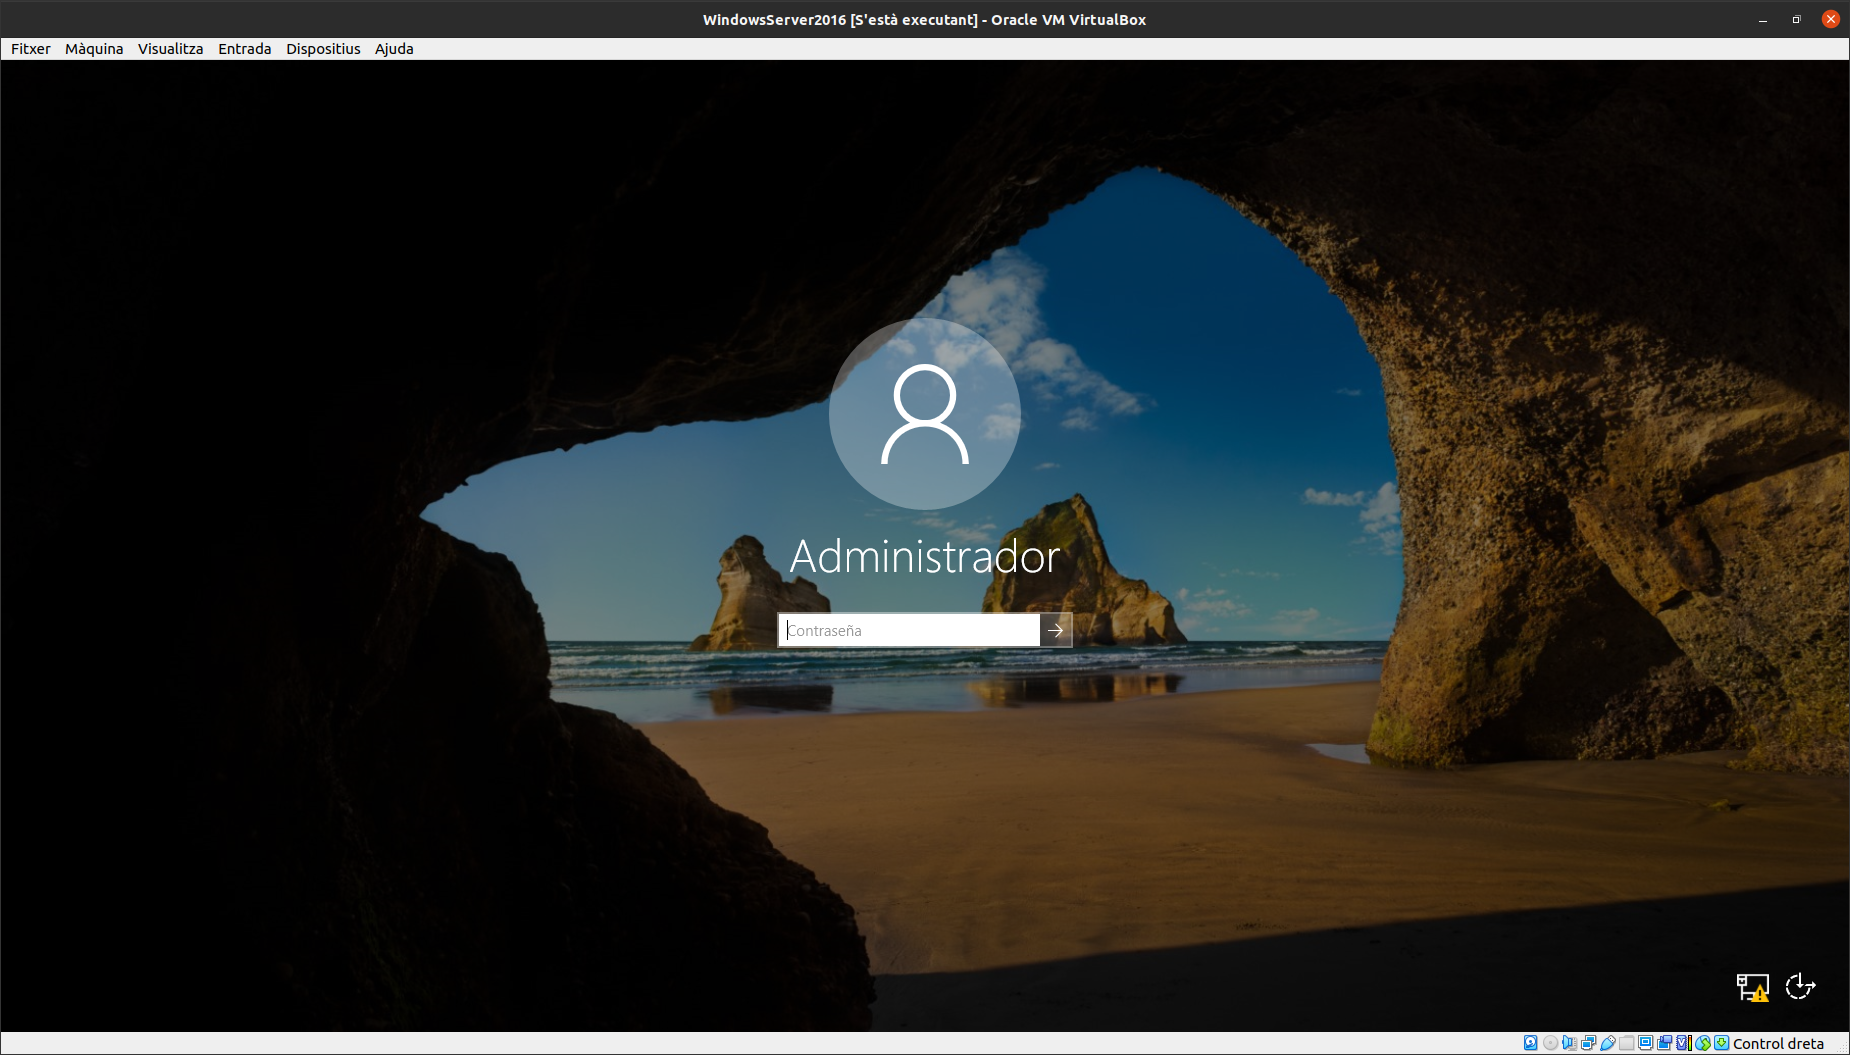 WindowsServer2016 [S'està executant] - Oracle VM VirtualBox
Fitxer Màquina Visualitza Entrada Dispositius Ajuda
Administrador
Contraseña
Control dreta